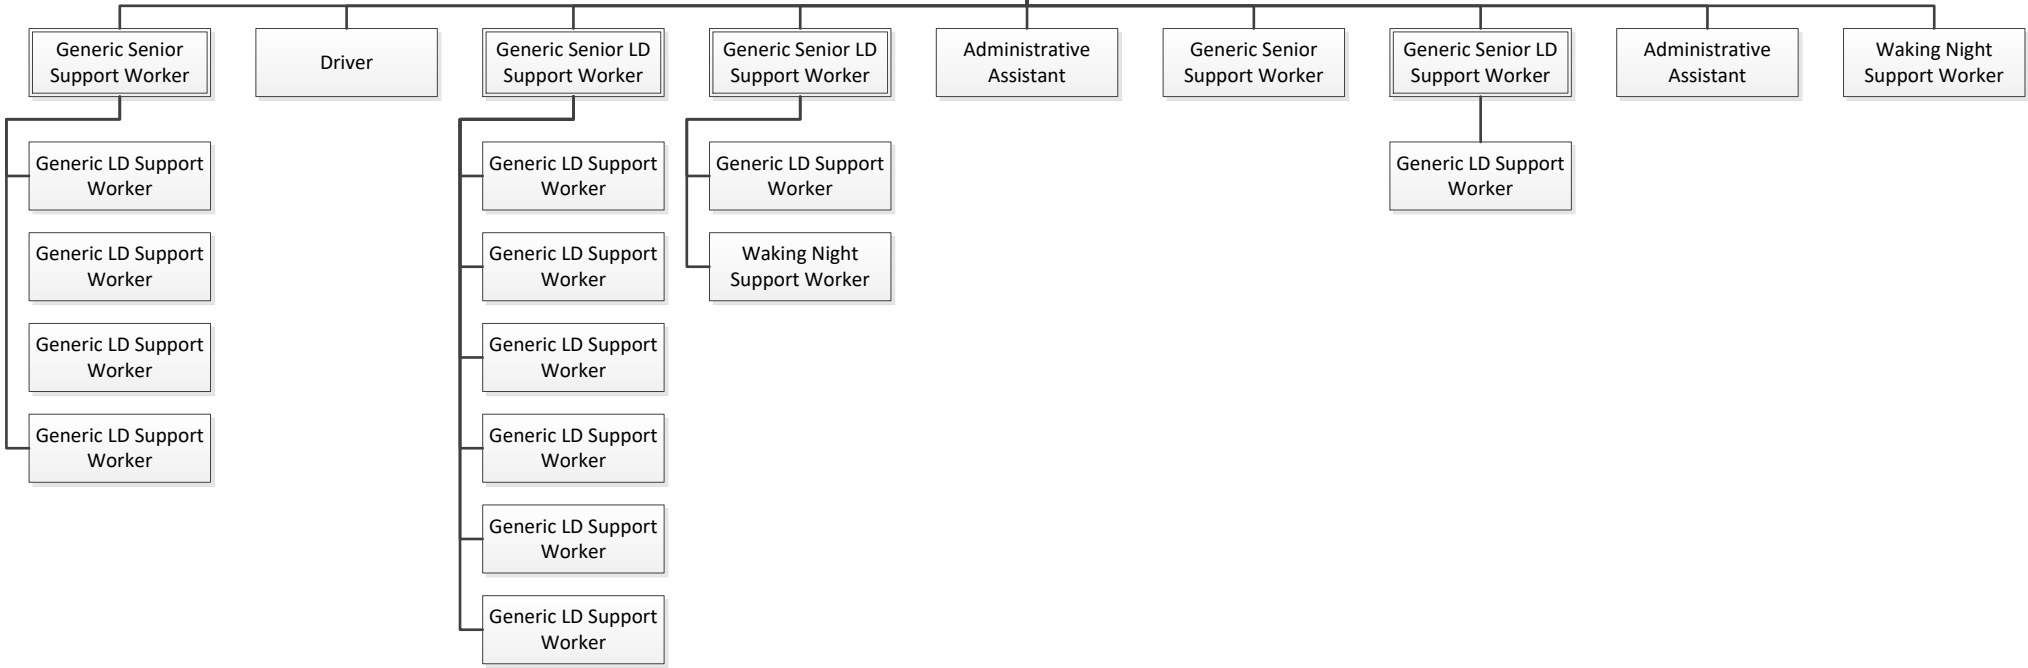 Generic Senior
Support Worker
Driver
Generic Senior LD
Support Worker
Generic Senior LD
Support Worker
Administrative
Assistant
Generic Senior
Support Worker
Generic Senior LD
Support Worker
Administrative
Assistant
Waking Night
Support Worker
Generic LD Support
Worker
Generic LD Support
Worker
Generic LD Support
Worker
Generic LD Support
Worker
Generic LD Support
Worker
Generic LD Support
Worker
Generic LD Support
Worker
Generic LD Support
Worker
Generic LD Support
Worker
Generic LD Support
Worker
Generic LD Support
Worker
Waking Night
Support Worker
Generic LD Support
Worker